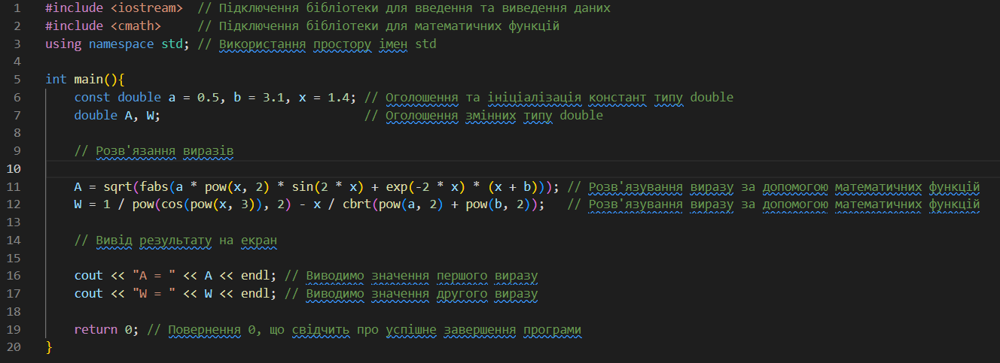 1 #include <iostream>  // Підключення бібліотеки для введення та виведення даних
2 #include <cmath>     // Підключення бібліотеки для математичних функцій
3 using namespace std; // Використання простору імен std
4
5 int main(){
6     const double a = 0.5, b = 3.1, x = 1.4; // Оголошення та ініціалізація констант типу double
7     double A, W;                            // Оголошення змінних типу double
8
9     // Розв'язання виразів
10
11     A = sqrt(fabs(a * pow(x, 2) * sin(2 * x) + exp(-2 * x) * (x + b))); // Розв'язування виразу за допомогою математичних функцій
12     W = 1 / pow(cos(pow(x, 3)), 2) - x / cbrt(pow(a, 2) + pow(b, 2));   // Розв'язування виразу за допомогою математичних функцій
13
14     // Вивід результату на екран
15
16     cout << "A = " << A << endl; // Виводимо значення першого виразу
17     cout << "W = " << W << endl; // Виводимо значення другого виразу
18
19     return 0; // Повернення 0, що свідчить про успішне завершення програми
20 }